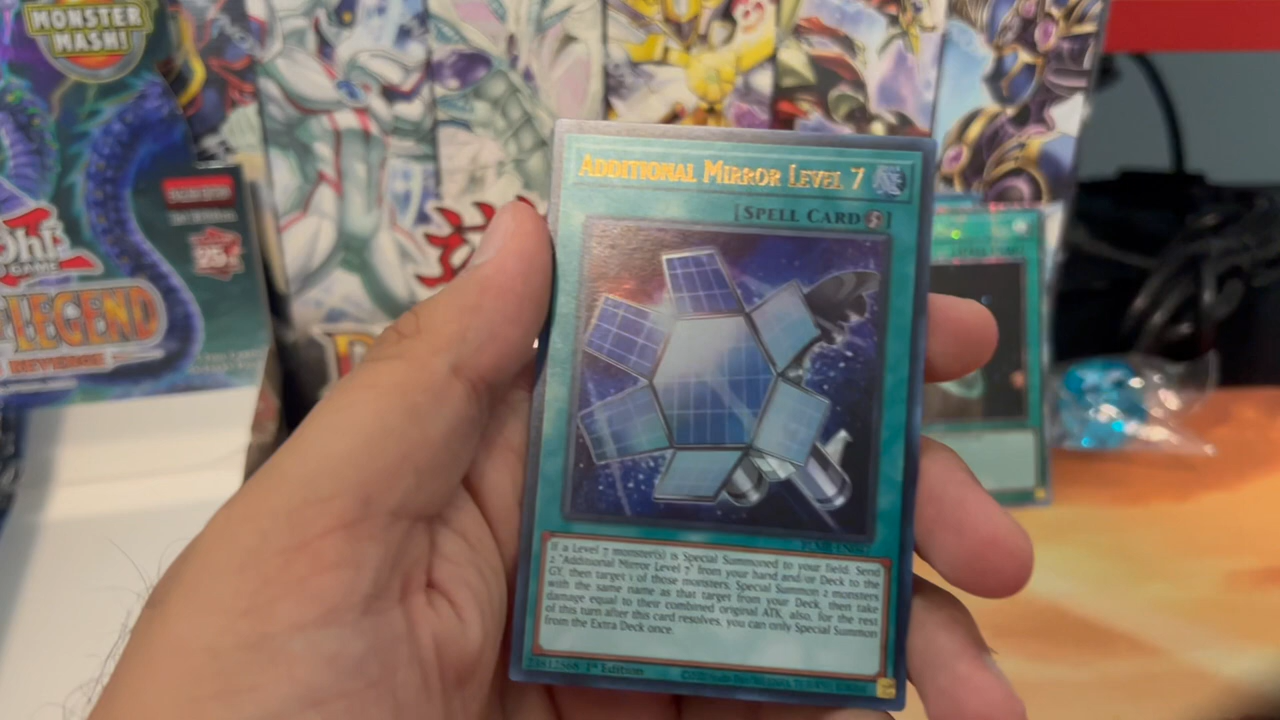 MONSTER
MASH!
Oh!
GAME
LEGEND
ADDITIONAL MIRROR LEVEL 7
[SPELL CARD]
If a Level 7 monster(s) is Special Summoned to your field: Send
2 "Additional Mirror Level 7" from your hand and/or Deck to the
GY, then target 1 of those monsters; Special Summon 2 monsters
with the same name as that target from your Deck, then take
damage equal to their combined original ATK, also, for the rest
of this turn after this card resolves, you can only Special Summon
from the Extra Deck once.
1st Edition